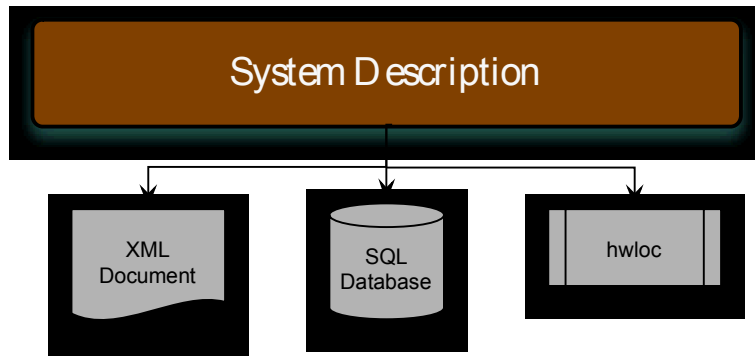 System Description
XML
Document
SQL
Database
hwloc